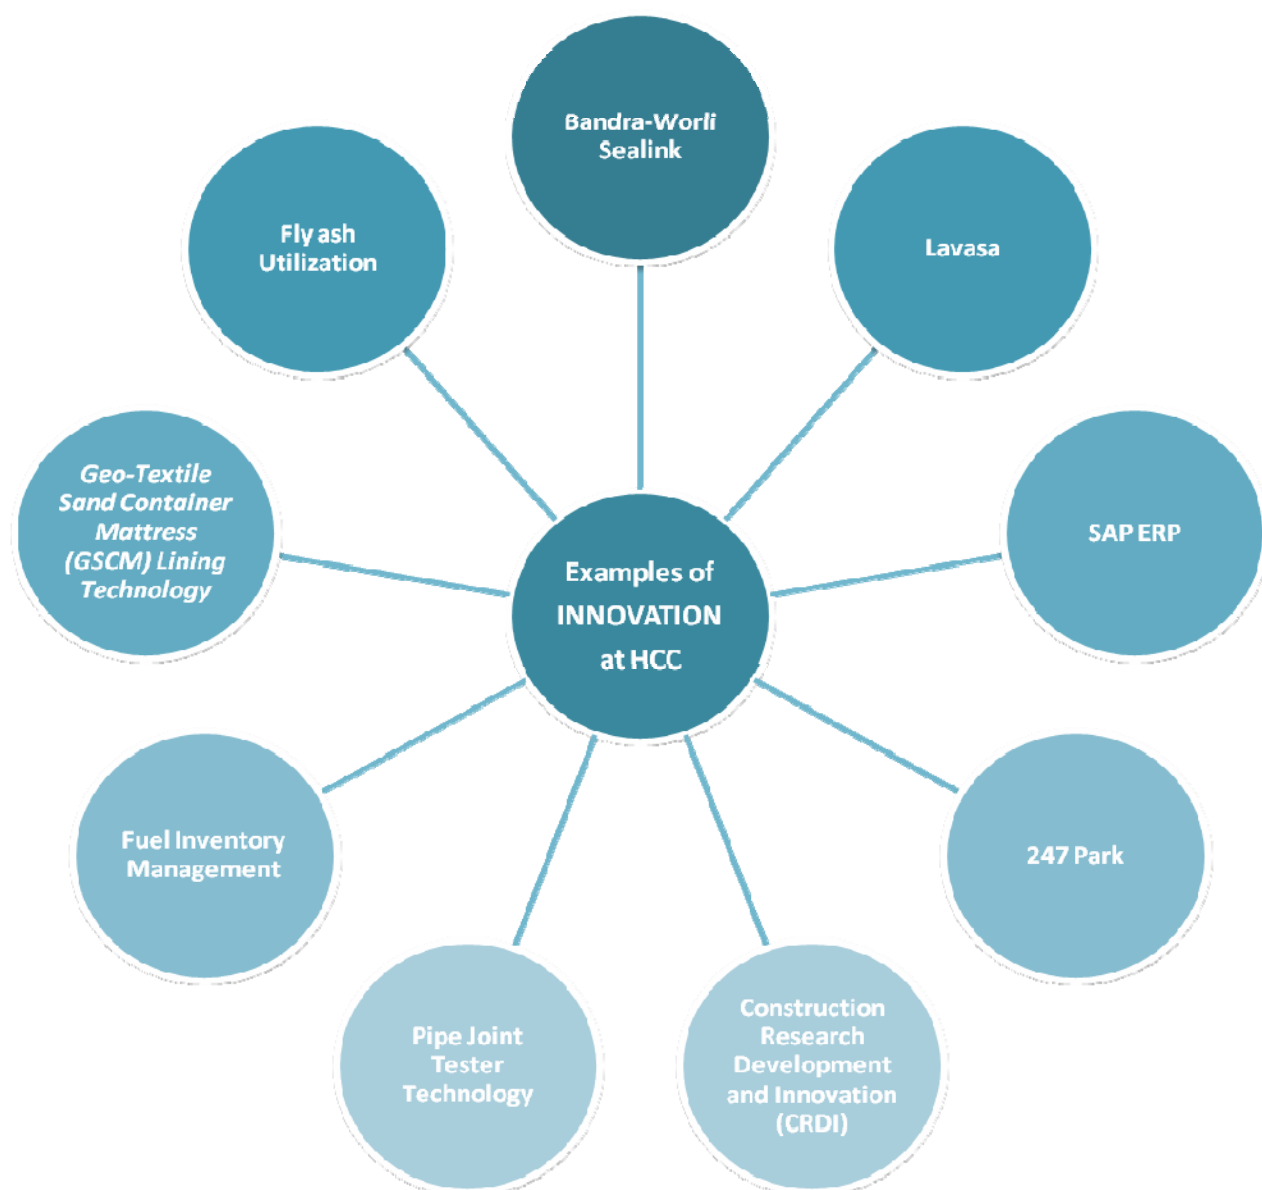 Bandra-Worli
Sealink
Fly ash
Utilization
Lavasa
Geo-Textile
Sand Container
Mattress
(GSCM) Lining
Technology
SAP ERP
Examples of
INNOVATION
at HCC
Fuel Inventory
Management
247 Park
Pipe Joint
Tester
Technology
Construction
Research
Development
and Innovation
(CRDI)